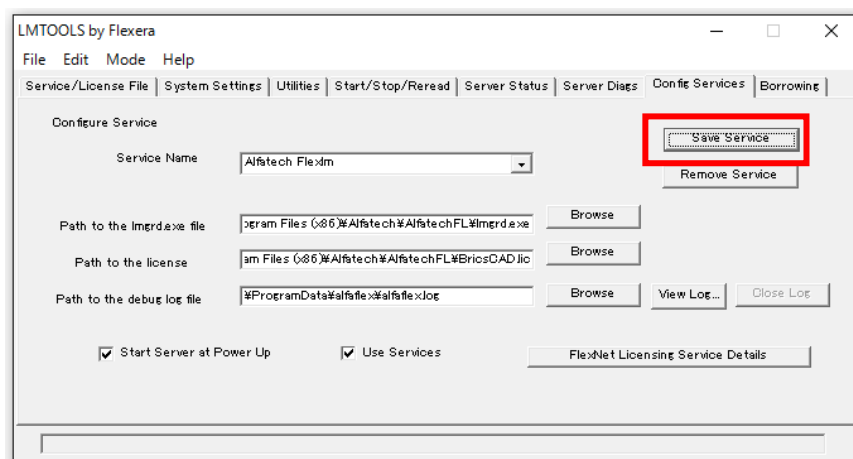 LMTOOLS by Flexera
File Edit Mode Help
Service/License File System Settings Utilities Start/Stop/Reread Server Status Server Diags Config Services Borrowing
Configure Service
Save Service
Service Name Alfatech Flexlm
Remove Service
Path to the lmgrd.exe file ogram Files (x86)¥Alfatech¥AlfatechFL¥lmgrd.exe Browse
Path to the license am Files (x86)¥Alfatech¥AlfatechFL¥BricsCAD.lic Browse
Path to the debug log file ¥ProgramData¥alfaflex¥alfaflex.log Browse View Log... Close Log
Start Server at Power Up Use Services FlexNet Licensing Service Details